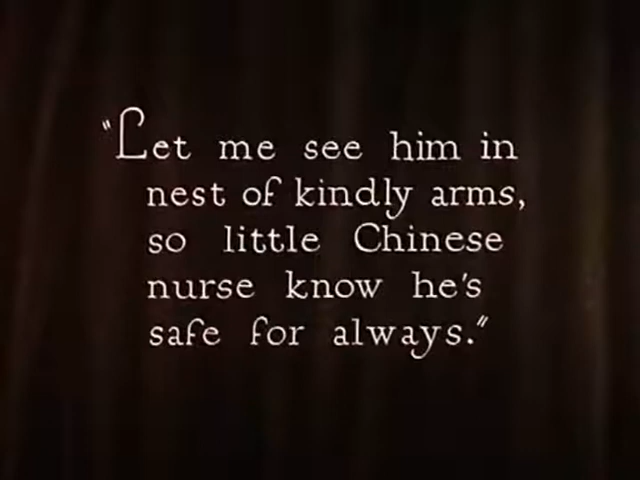 "Let me see him in
nest of kindly arms,
so little Chinese
nurse know he's
safe for always."